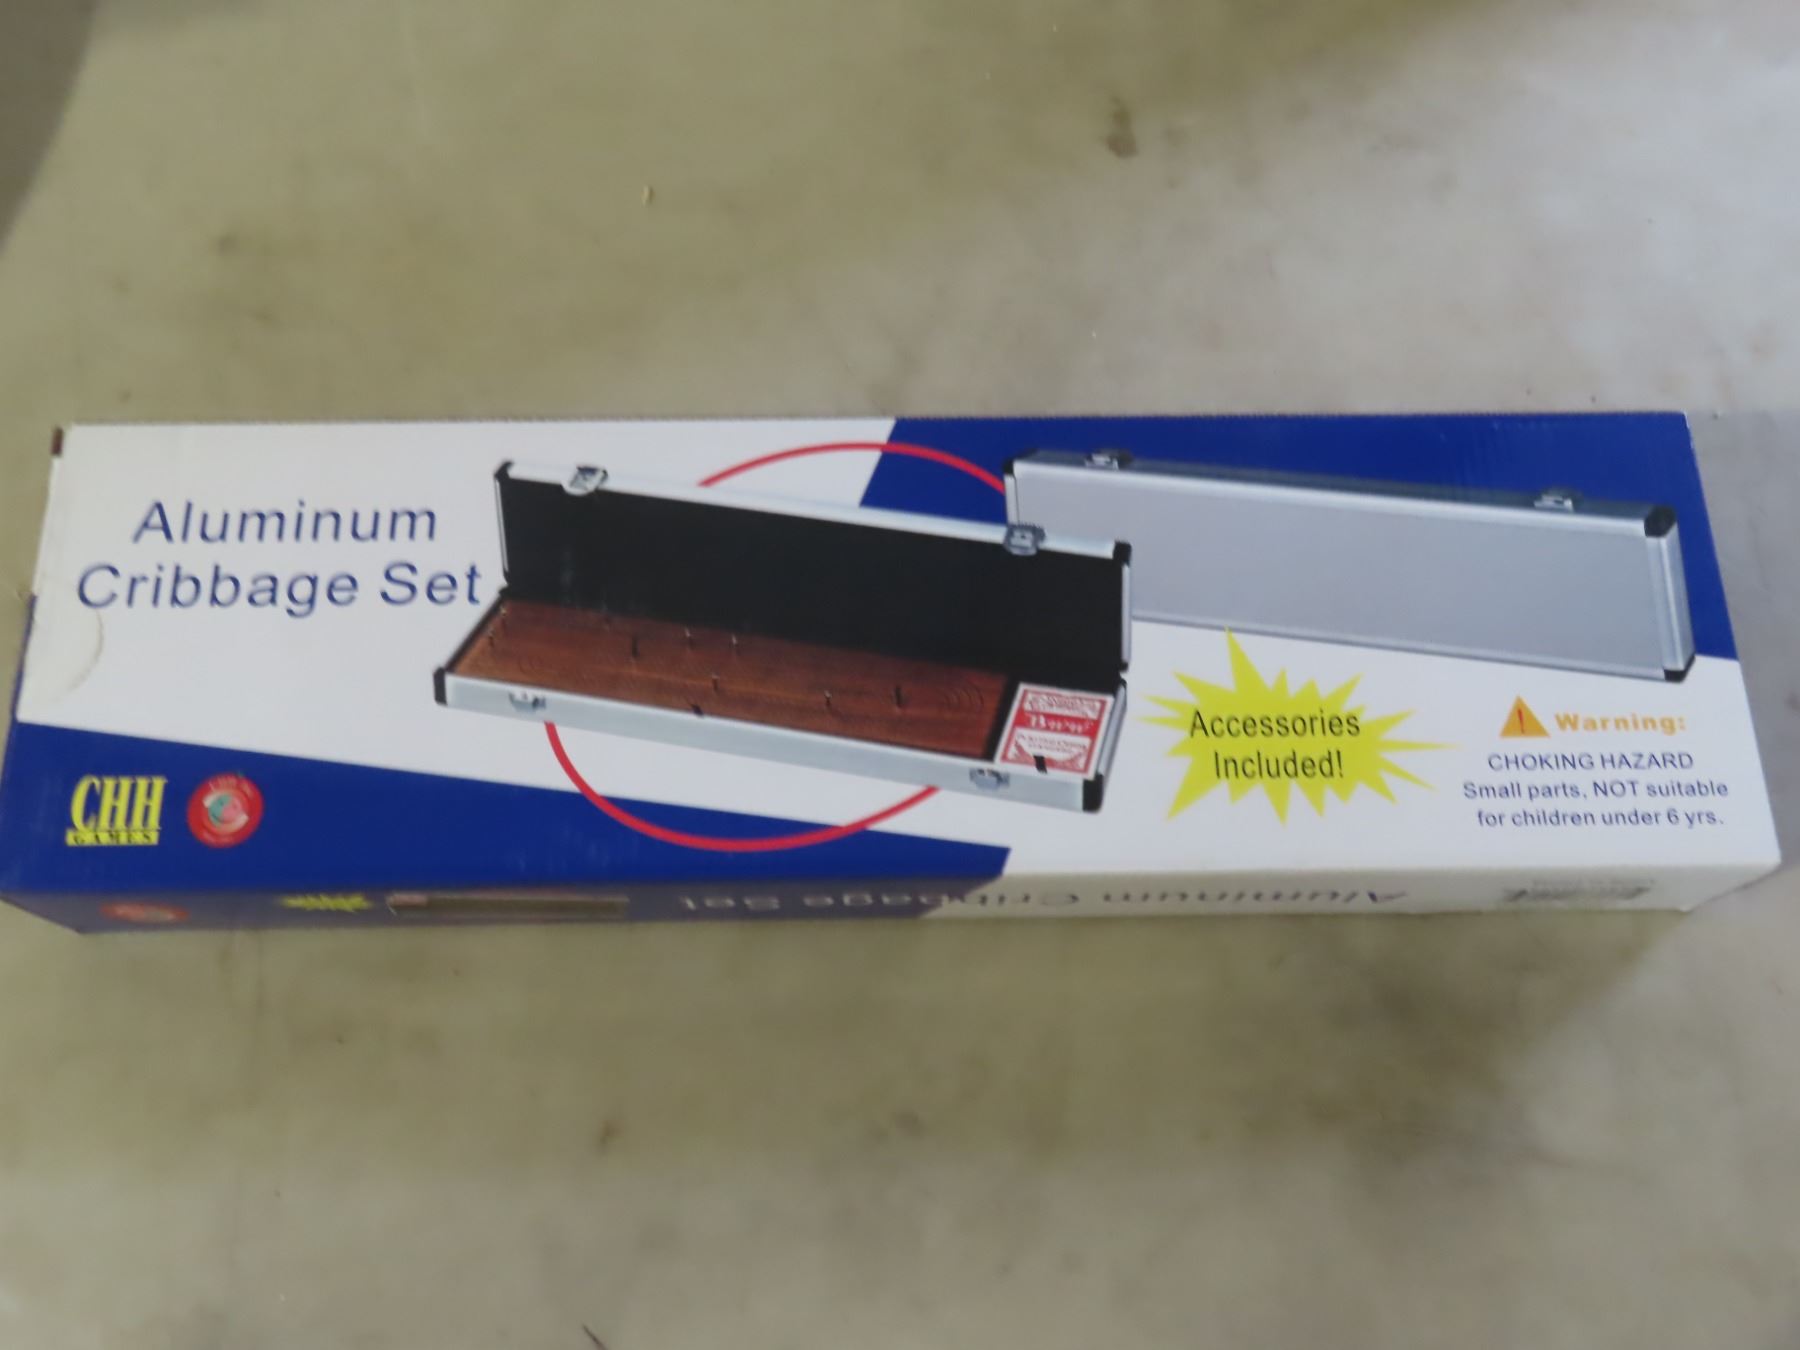 Aluminum
Cribbage Set
CHH
GAMES
Accessories
Included!
Warning:
CHOKING HAZARD
Small parts, NOT suitable
for children under 6 yrs.
Aluminum Cribbage Set